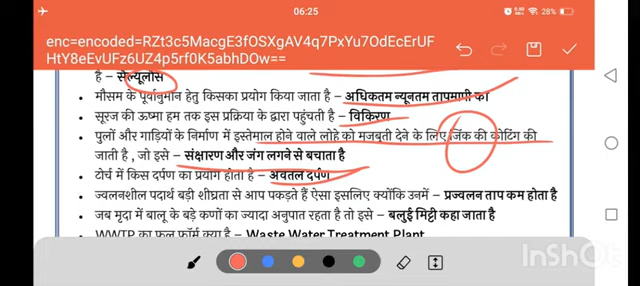 06:25
28%
enc=encoded=RZt3c5MacgE3fOSXgAV4q7PxYu7OdEcErUF
HtY8eEvUFz6UZ4p5rf0K5abhDOw==
है – सेल्यूलोस
मौसम के पूर्वानुमान हेतु किसका प्रयोग किया जाता है – अधिकतम न्यूनतम तापमापी का
सूरज की ऊष्मा हम तक इस प्रक्रिया के द्वारा पहुंचती है – विकिरण
पुलों और गाड़ियों के निर्माण में इस्तेमाल होने वाले लोहे को मजबूती देने के लिए जिंक की कोटिंग की
जाती है, जो इसे – संक्षारण और जंग लगने से बचाता है
टोर्च में किस दर्पण का प्रयोग होता है – अवतल दर्पण
ज्वलनशील पदार्थ बड़ी शीघ्रता से आप पकड़ते हैं ऐसा इसलिए क्योंकि उनमें – प्रज्वलन ताप कम होता है
जब मृदा में बालू के बड़े कणों का ज्यादा अनुपात रहता है तो इसे – बलुई मिट्टी कहा जाता है
WWTP का फुल फॉर्म क्या है – Waste Water Treatment Plant
InShOt